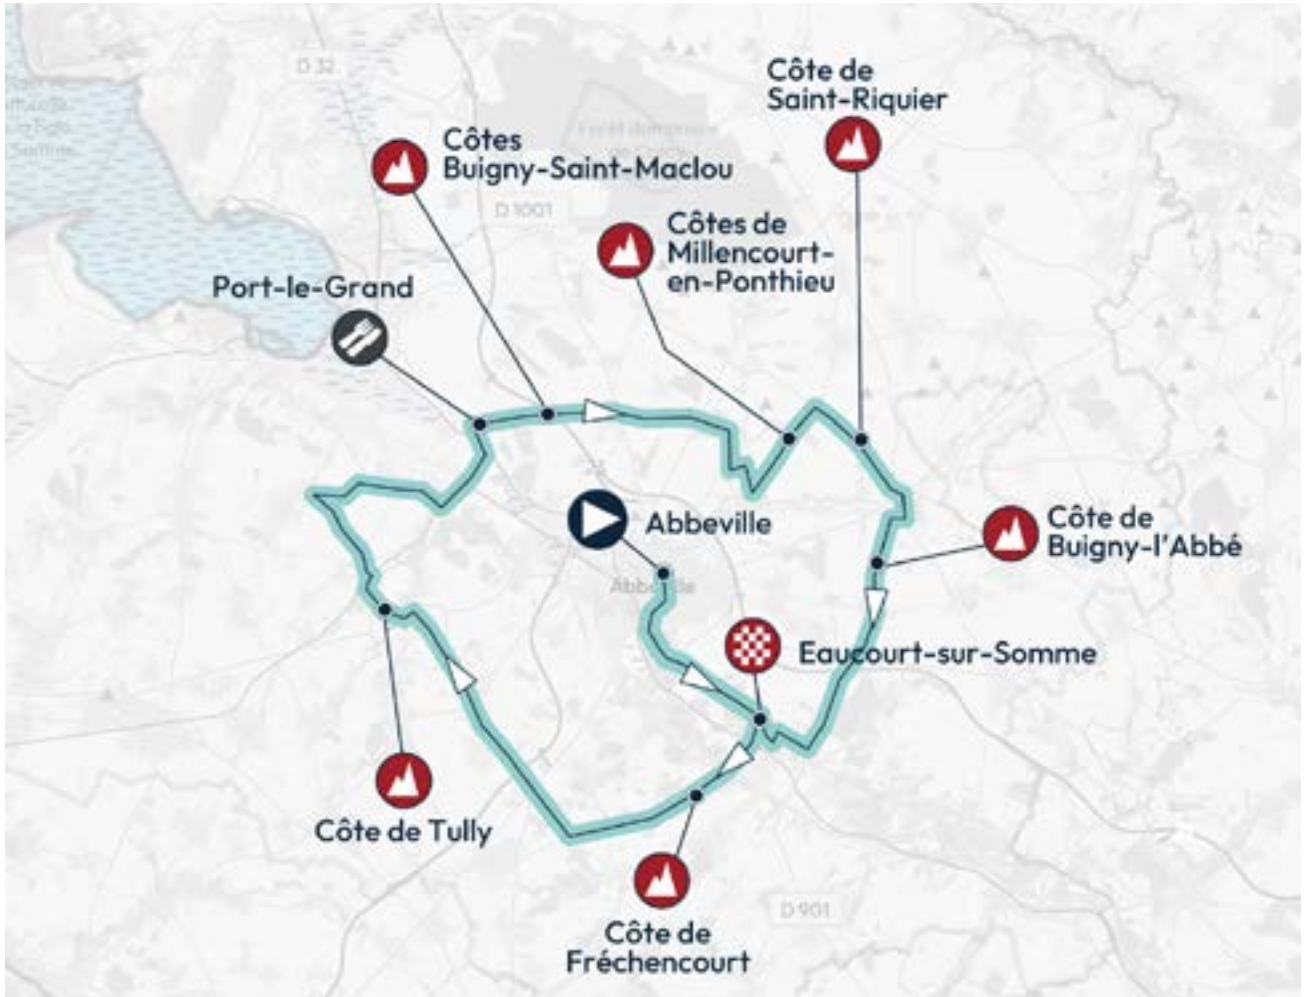 D 32
Côte de
Saint-Riquier
Côtes
Buigny-Saint-Maclou
D 1001
Côtes de
Millencourt-
en-Ponthieu
Port-le-Grand
Abbeville
Côte de
Buigny-l'Abbé
Abbeville
Eaucourt-sur-Somme
Côte de Tully
D 901
Côte de
Fréchencourt